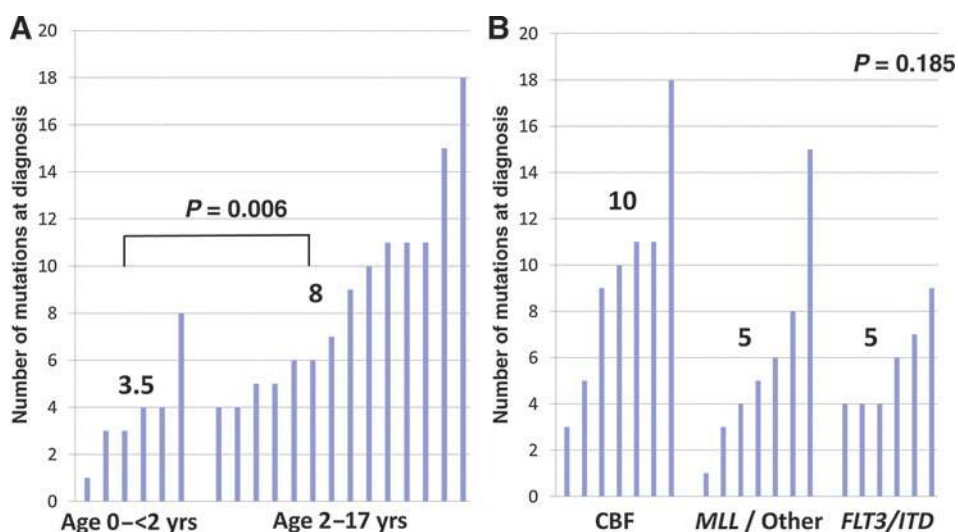 A
Number of mutations at diagnosis
20
18
16
14
12
10
8
6
4
2
0
P = 0.006
3.5
8
Age 0–<2 yrs
Age 2–17 yrs
B
Number of mutations at diagnosis
20
18
16
14
12
10
8
6
4
2
0
P = 0.185
10
5
5
CBF
MLL / Other
FLT3/ITD